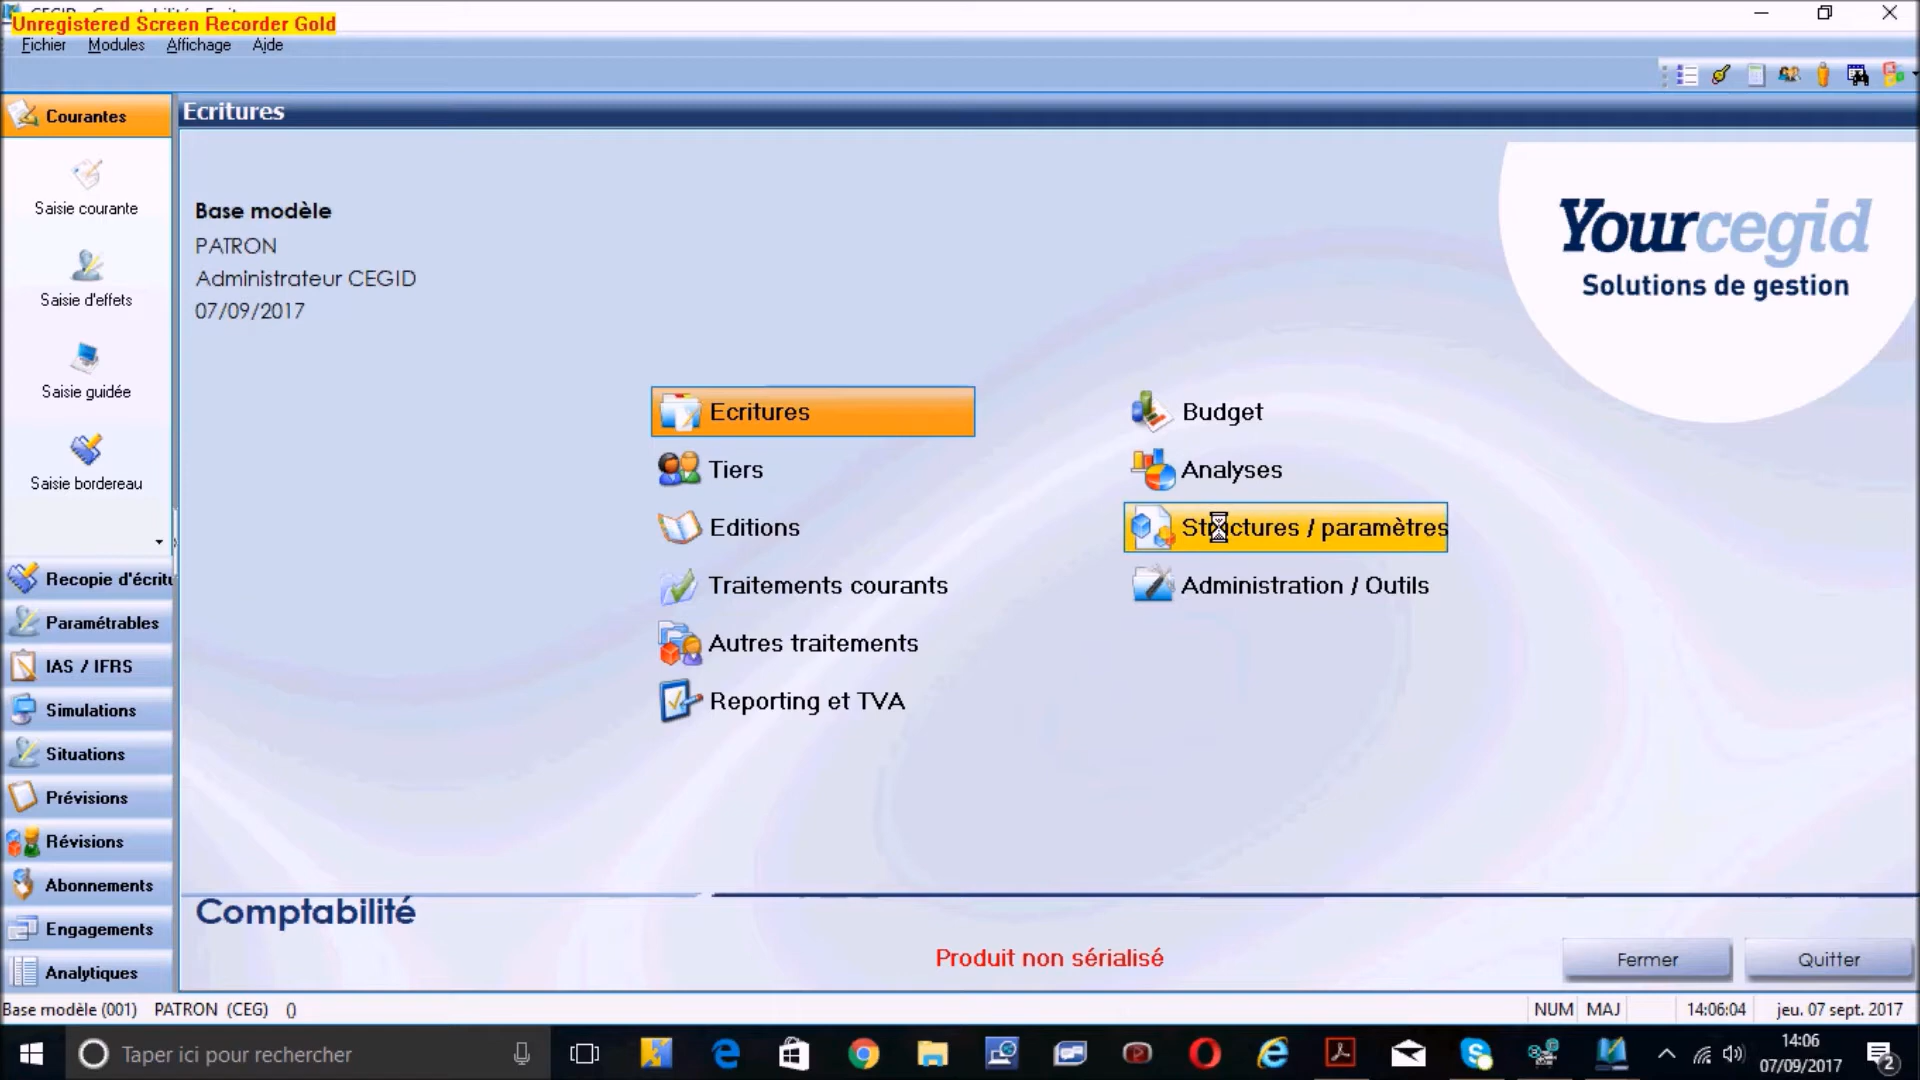 Unregistered Screen Recorder Gold
Fichier Modules Affichage Aide
Courantes
Ecritures
Saisie courante
Saisie d'effets
Saisie guidée
Saisie bordereau
Recopie d'écritu
Paramétrables
IAS / IFRS
Simulations
Situations
Prévisions
Révisions
Abonnements
Engagements
Analytiques
Base modèle
PATRON
Administrateur CEGID
07/09/2017
Yourcegid
Solutions de gestion
Ecritures
Tiers
Editions
Traitements courants
Autres traitements
Reporting et TVA
Budget
Analyses
Structures / paramètres
Administration / Outils
Comptabilité
Produit non sérialisé
Fermer Quitter
Base modèle (001) PATRON (CEG) () NUM MAJ 14:06:04 jeu. 07 sept. 2017
Taper ici pour rechercher
14:06
07/09/2017
2